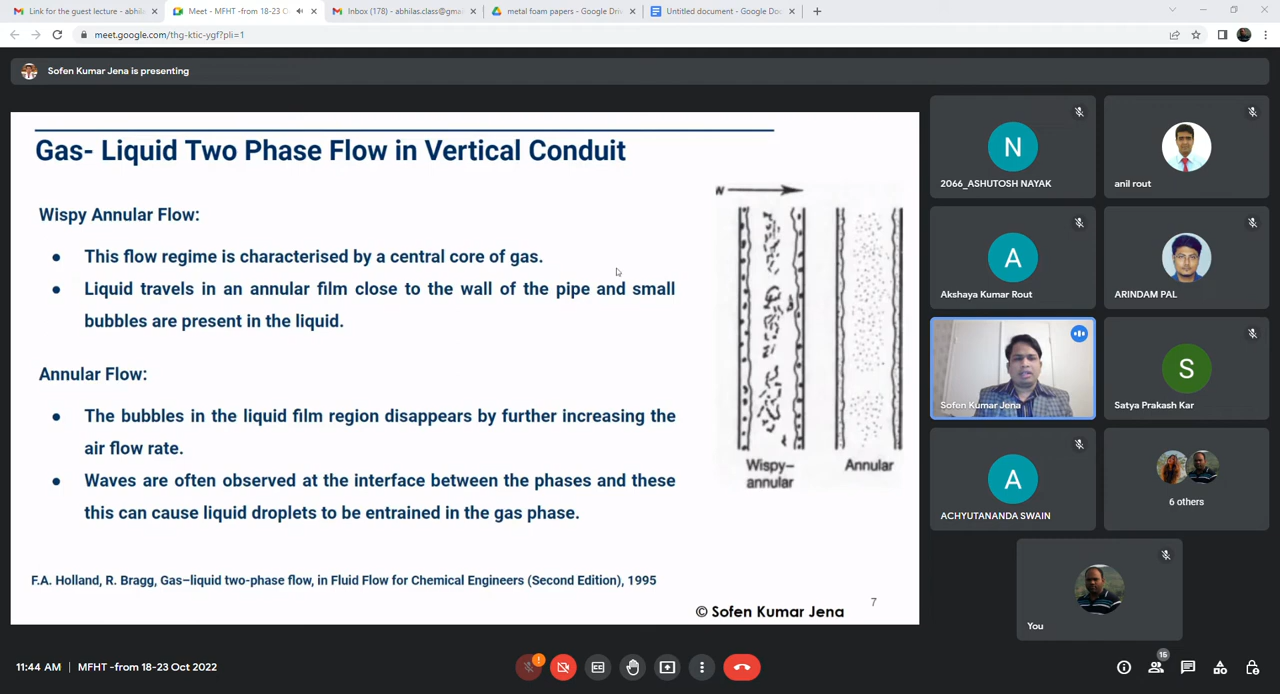 Link for the guest lecture - abhila
Meet - MFHT -from 18-23 O
Inbox (178) - abhilas.class@gma
metal foam papers - Google Driv
Untitled document - Google Doc
meet.google.com/thg-ktic-ygf?pli=1
Sofen Kumar Jena is presenting
Gas- Liquid Two Phase Flow in Vertical Conduit
Wispy Annular Flow:
● This flow regime is characterised by a central core of gas.
● Liquid travels in an annular film close to the wall of the pipe and small
bubbles are present in the liquid.
Annular Flow:
● The bubbles in the liquid film region disappears by further increasing the
air flow rate.
● Waves are often observed at the interface between the phases and these
this can cause liquid droplets to be entrained in the gas phase.
Wispy–
annular
Annular
F.A. Holland, R. Bragg, Gas–liquid two-phase flow, in Fluid Flow for Chemical Engineers (Second Edition), 1995
7
© Sofen Kumar Jena
N
2066_ASHUTOSH NAYAK
anil rout
A
Akshaya Kumar Rout
ARINDAM PAL
Sofen Kumar Jena
S
Satya Prakash Kar
A
ACHYUTANANDA SWAIN
6 others
You
11:44 AM | MFHT -from 18-23 Oct 2022
15